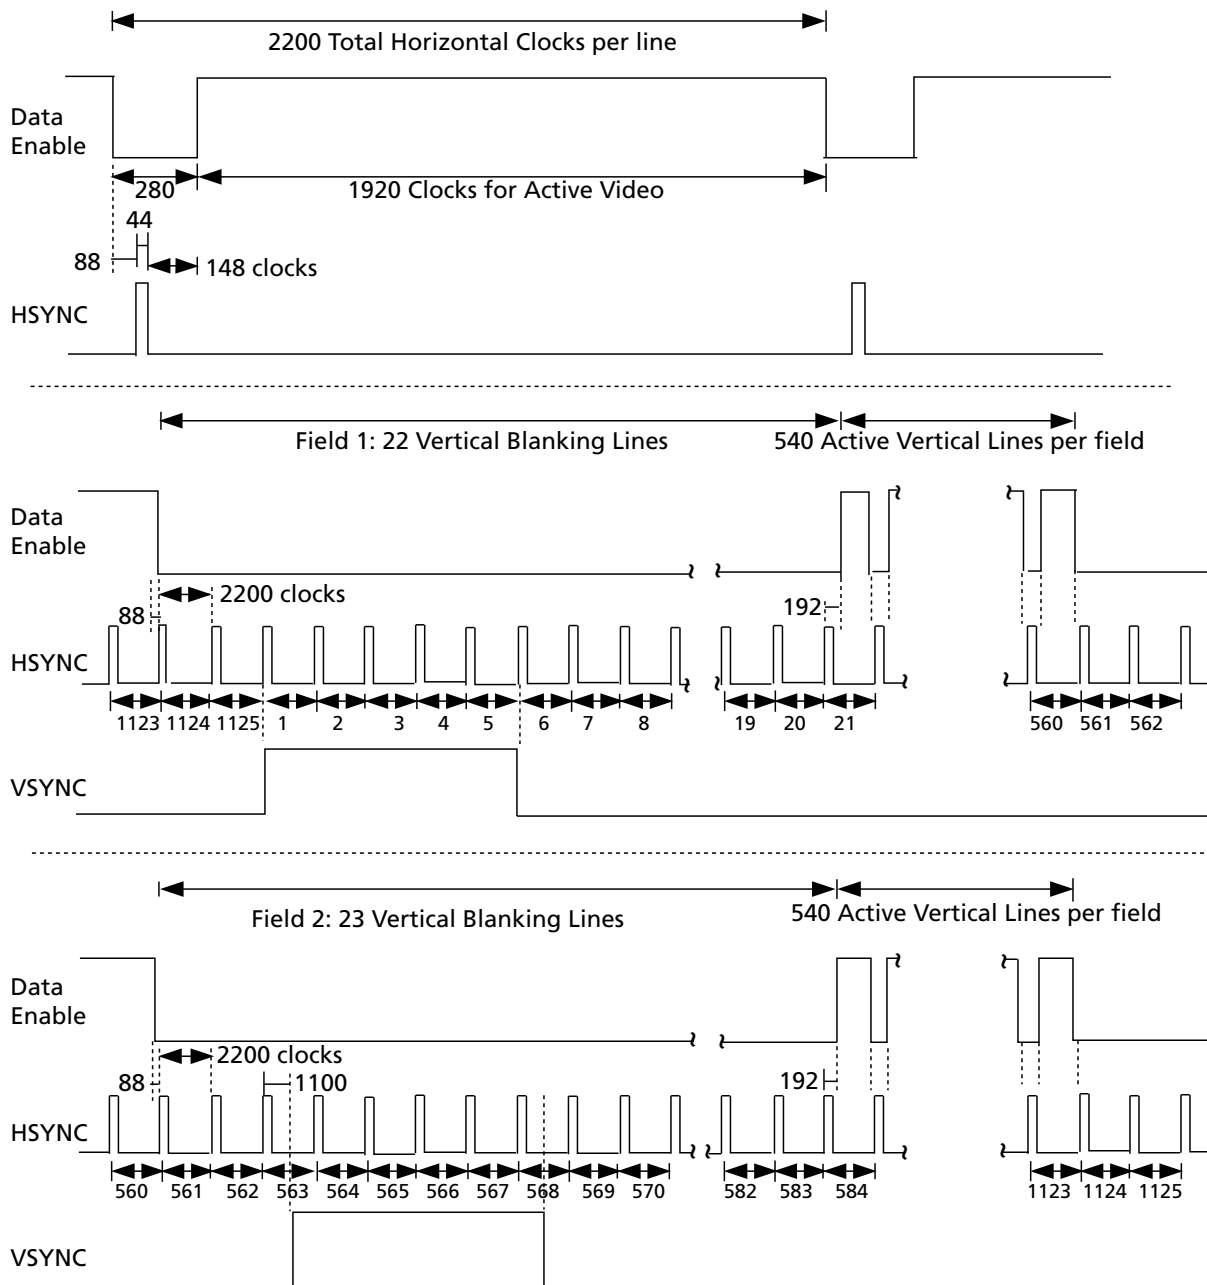 2200 Total Horizontal Clocks per line
Data
Enable
280
1920 Clocks for Active Video
44
88
148 clocks
HSYNC
Field 1: 22 Vertical Blanking Lines
540 Active Vertical Lines per field
Data
Enable
2200 clocks
88
192
HSYNC
1123 1124 1125 1 2 3 4 5 6 7 8 19 20 21 560 561 562
VSYNC
Field 2: 23 Vertical Blanking Lines
540 Active Vertical Lines per field
Data
Enable
2200 clocks
88
1100
192
HSYNC
560 561 562 563 564 565 566 567 568 569 570 582 583 584 1123 1124 1125
VSYNC